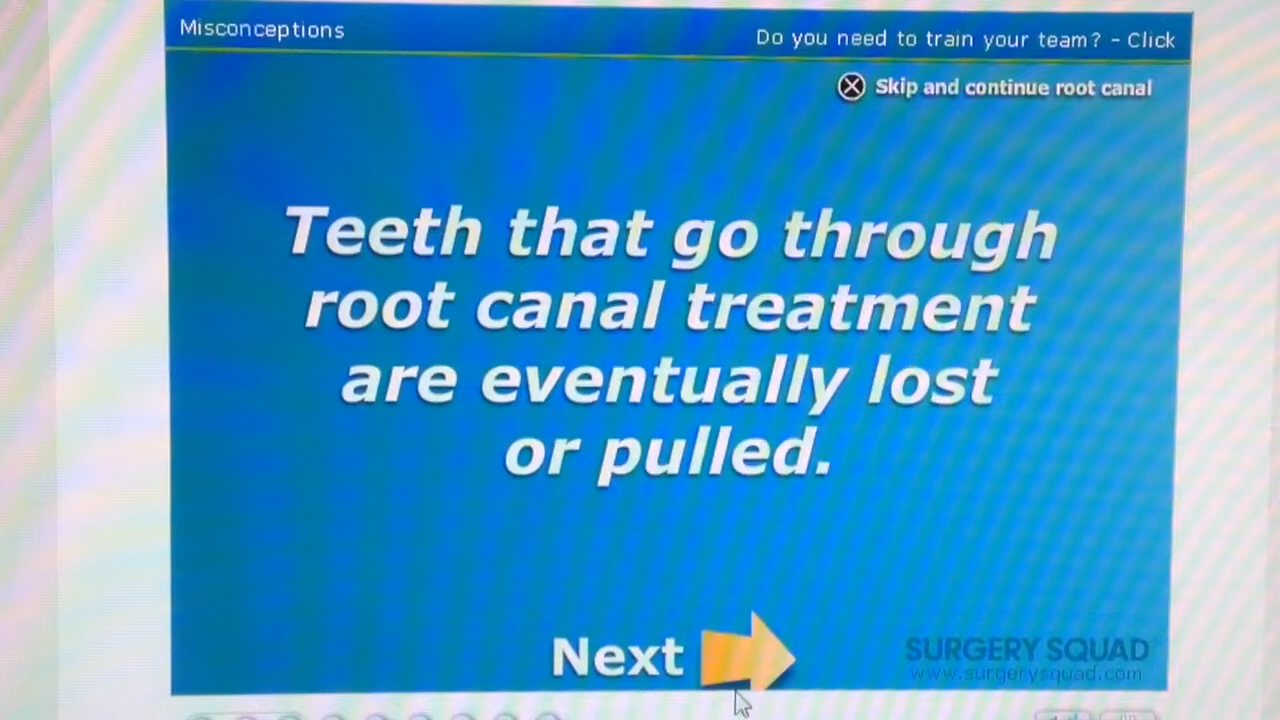 Misconceptions
Do you need to train your team? - Click
Skip and continue root canal
Teeth that go through
root canal treatment
are eventually lost
or pulled.
Next
SURGERY SQUAD
www.surgerysquad.com